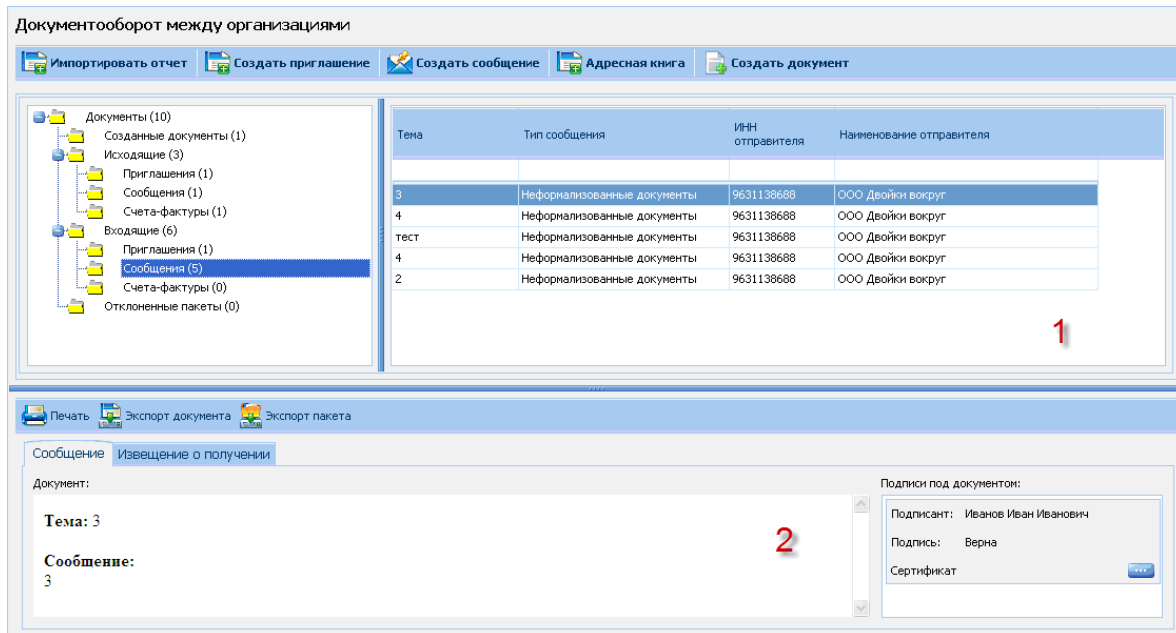 Документооборот между организациями
Импортировать отчет Создать приглашение Создать сообщение Адресная книга Создать документ
Документы (10)
Созданные документы (1)
Исходящие (3)
Приглашения (1)
Сообщения (1)
Счета-фактуры (1)
Входящие (6)
Приглашения (1)
Сообщения (5)
Счета-фактуры (0)
Отклоненные пакеты (0)
Тема Тип сообщения ИНН отправителя Наименование отправителя
3 Неформализованные документы 9631138688 ООО Двойки вокруг
4 Неформализованные документы 9631138688 ООО Двойки вокруг
тест Неформализованные документы 9631138688 ООО Двойки вокруг
4 Неформализованные документы 9631138688 ООО Двойки вокруг
2 Неформализованные документы 9631138688 ООО Двойки вокруг
1
Печать Экспорт документа Экспорт пакета
Сообщение Извещение о получении
Документ:
Тема: 3
Сообщение:
3
2
Подписи под документом:
Подписант: Иванов Иван Иванович
Подпись: Верна
Сертификат ...